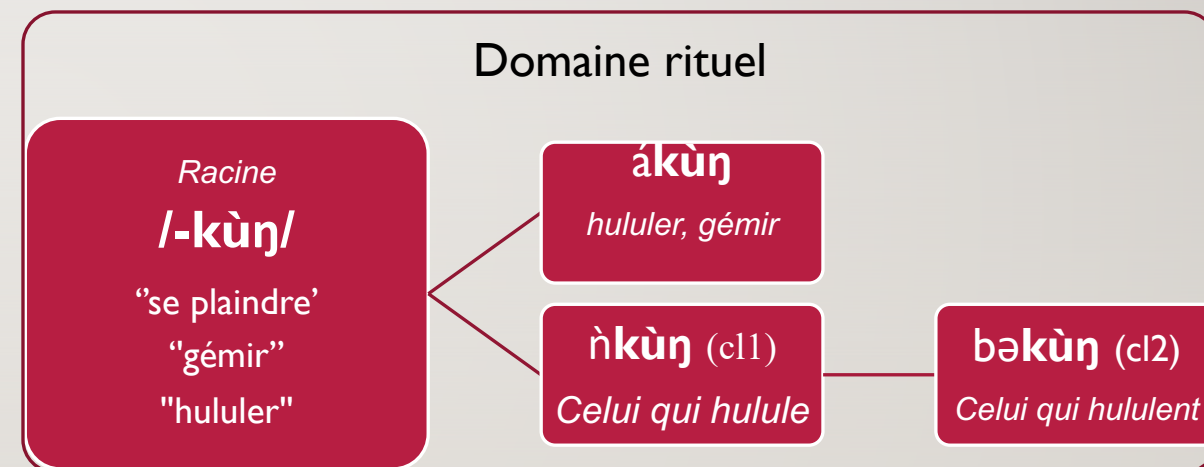 Domaine rituel
Racine
/-kùŋ/
‘'se plaindre’
‘'gémir’’
"hululer"
ákùŋ
hululer, gémir
ǹkùŋ (cl1)
Celui qui hulule
bəkùŋ (cl2)
Celui qui hululent